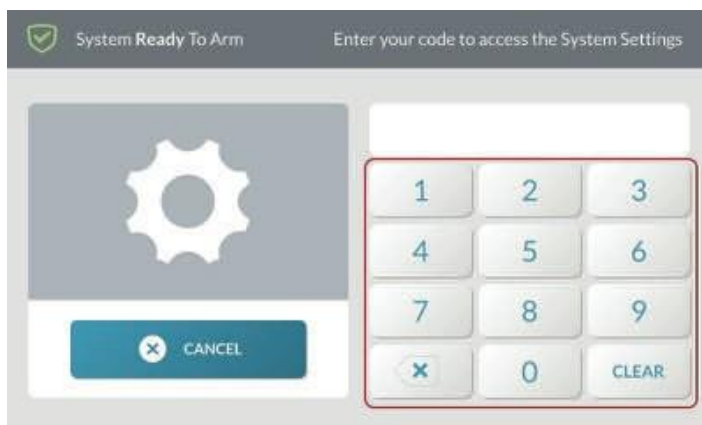 System Ready To Arm
Enter your code to access the System Settings
1 2 3
4 5 6
7 8 9
0 CLEAR
CANCEL